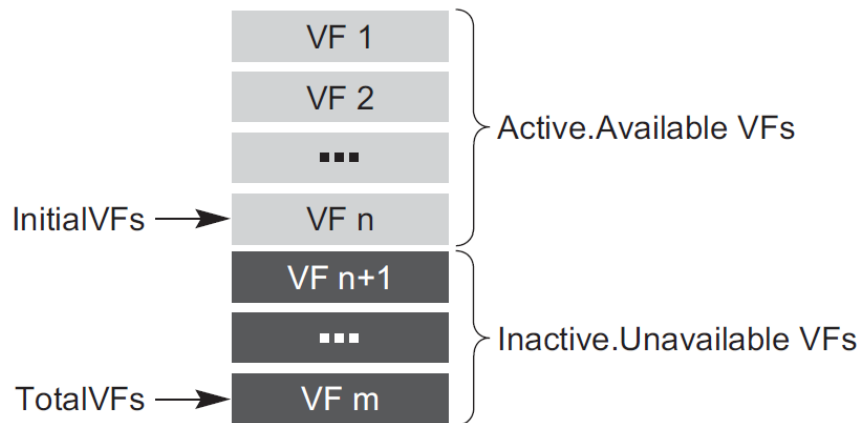 VF 1
VF 2
...
Active.Available VFs
InitialVFs
VF n
VF n+1
...
Inactive.Unavailable VFs
TotalVFs
VF m